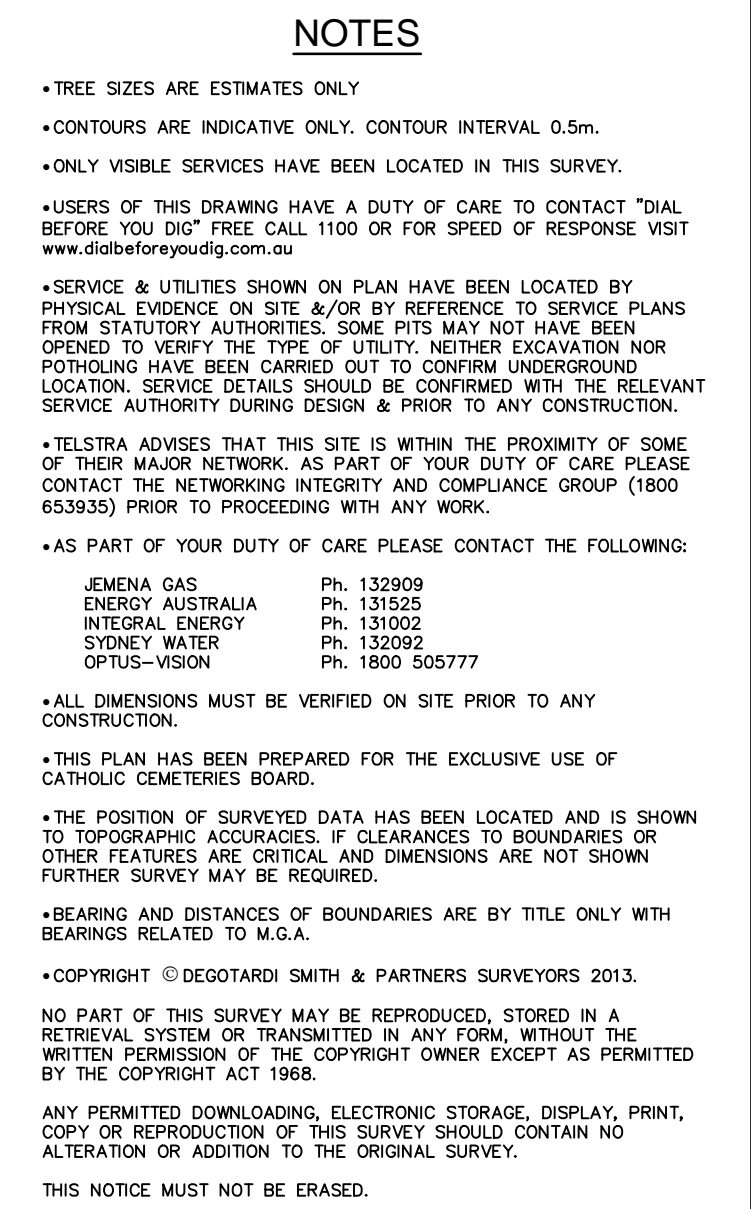 NOTES
•TREE SIZES ARE ESTIMATES ONLY
•CONTOURS ARE INDICATIVE ONLY. CONTOUR INTERVAL 0.5m.
•ONLY VISIBLE SERVICES HAVE BEEN LOCATED IN THIS SURVEY.
•USERS OF THIS DRAWING HAVE A DUTY OF CARE TO CONTACT "DIAL
BEFORE YOU DIG" FREE CALL 1100 OR FOR SPEED OF RESPONSE VISIT
www.dialbeforeyoudig.com.au
•SERVICE & UTILITIES SHOWN ON PLAN HAVE BEEN LOCATED BY
PHYSICAL EVIDENCE ON SITE &/OR BY REFERENCE TO SERVICE PLANS
FROM STATUTORY AUTHORITIES. SOME PITS MAY NOT HAVE BEEN
OPENED TO VERIFY THE TYPE OF UTILITY. NEITHER EXCAVATION NOR
POTHOLING HAVE BEEN CARRIED OUT TO CONFIRM UNDERGROUND
LOCATION. SERVICE DETAILS SHOULD BE CONFIRMED WITH THE RELEVANT
SERVICE AUTHORITY DURING DESIGN & PRIOR TO ANY CONSTRUCTION.
•TELSTRA ADVISES THAT THIS SITE IS WITHIN THE PROXIMITY OF SOME
OF THEIR MAJOR NETWORK. AS PART OF YOUR DUTY OF CARE PLEASE
CONTACT THE NETWORKING INTEGRITY AND COMPLIANCE GROUP (1800
653935) PRIOR TO PROCEEDING WITH ANY WORK.
•AS PART OF YOUR DUTY OF CARE PLEASE CONTACT THE FOLLOWING:
JEMENA GAS Ph. 132909
ENERGY AUSTRALIA Ph. 131525
INTEGRAL ENERGY Ph. 131002
SYDNEY WATER Ph. 132092
OPTUS–VISION Ph. 1800 505777
•ALL DIMENSIONS MUST BE VERIFIED ON SITE PRIOR TO ANY
CONSTRUCTION.
•THIS PLAN HAS BEEN PREPARED FOR THE EXCLUSIVE USE OF
CATHOLIC CEMETERIES BOARD.
•THE POSITION OF SURVEYED DATA HAS BEEN LOCATED AND IS SHOWN
TO TOPOGRAPHIC ACCURACIES. IF CLEARANCES TO BOUNDARIES OR
OTHER FEATURES ARE CRITICAL AND DIMENSIONS ARE NOT SHOWN
FURTHER SURVEY MAY BE REQUIRED.
•BEARING AND DISTANCES OF BOUNDARIES ARE BY TITLE ONLY WITH
BEARINGS RELATED TO M.G.A.
•COPYRIGHT © DEGOTARDI SMITH & PARTNERS SURVEYORS 2013.
NO PART OF THIS SURVEY MAY BE REPRODUCED, STORED IN A
RETRIEVAL SYSTEM OR TRANSMITTED IN ANY FORM, WITHOUT THE
WRITTEN PERMISSION OF THE COPYRIGHT OWNER EXCEPT AS PERMITTED
BY THE COPYRIGHT ACT 1968.
ANY PERMITTED DOWNLOADING, ELECTRONIC STORAGE, DISPLAY, PRINT,
COPY OR REPRODUCTION OF THIS SURVEY SHOULD CONTAIN NO
ALTERATION OR ADDITION TO THE ORIGINAL SURVEY.
THIS NOTICE MUST NOT BE ERASED.